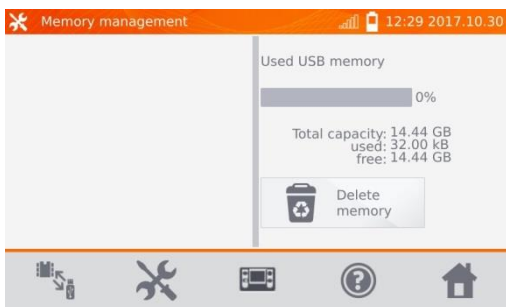 Memory management
12:29 2017.10.30
Used USB memory
0%
Total capacity: 14.44 GB
used: 32.00 kB
free: 14.44 GB
Delete
memory
?